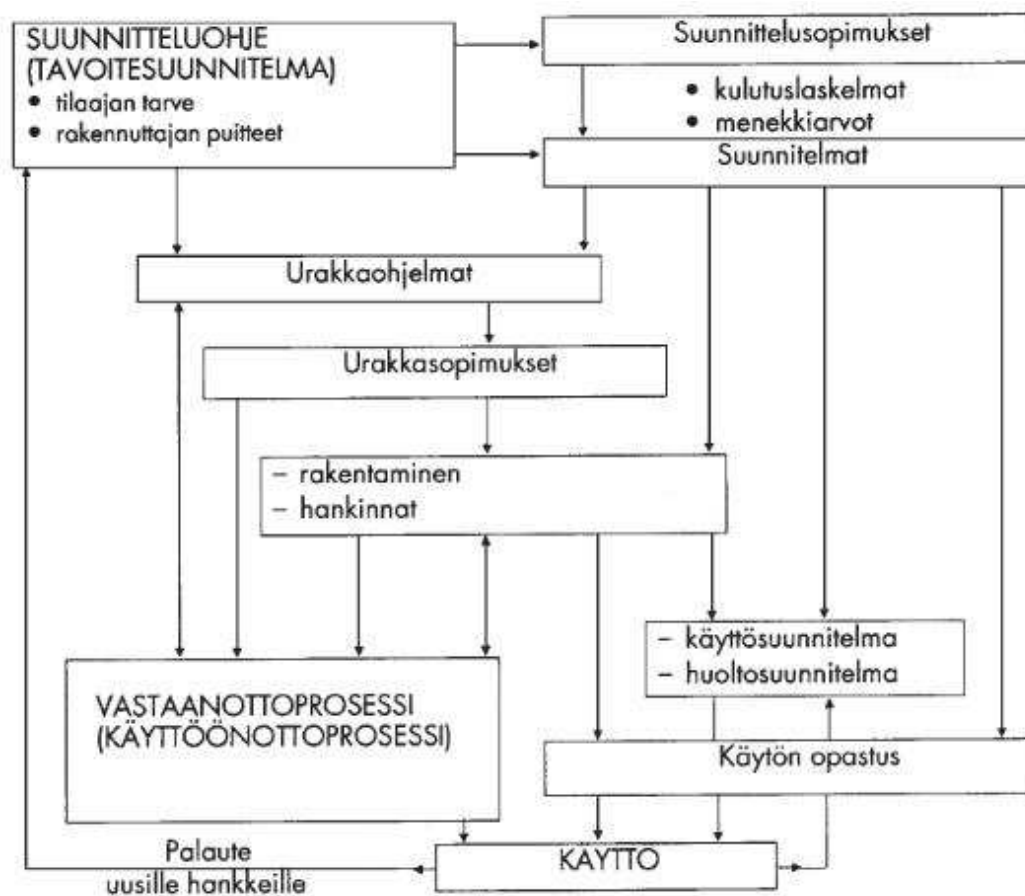 SUUNNITTELUOHJE
(TAVOITESUUNNITELMA)
• tilaajan tarve
• rakennuttajan puitteet
Suunnittelusopimukset
• kulutuslaskelmat
• menekkiarvot
Suunnitelmat
Urakkaohjelmat
Urakkasopimukset
– rakentaminen
– hankinnat
– käyttösuunnitelma
– huoltosuunnitelma
VASTAANOTTOPROSESSI
(KÄYTTÖÖNOTTOPROSESSI)
Käytön opastus
KÄYTTO
Palaute
uusille hankkeille